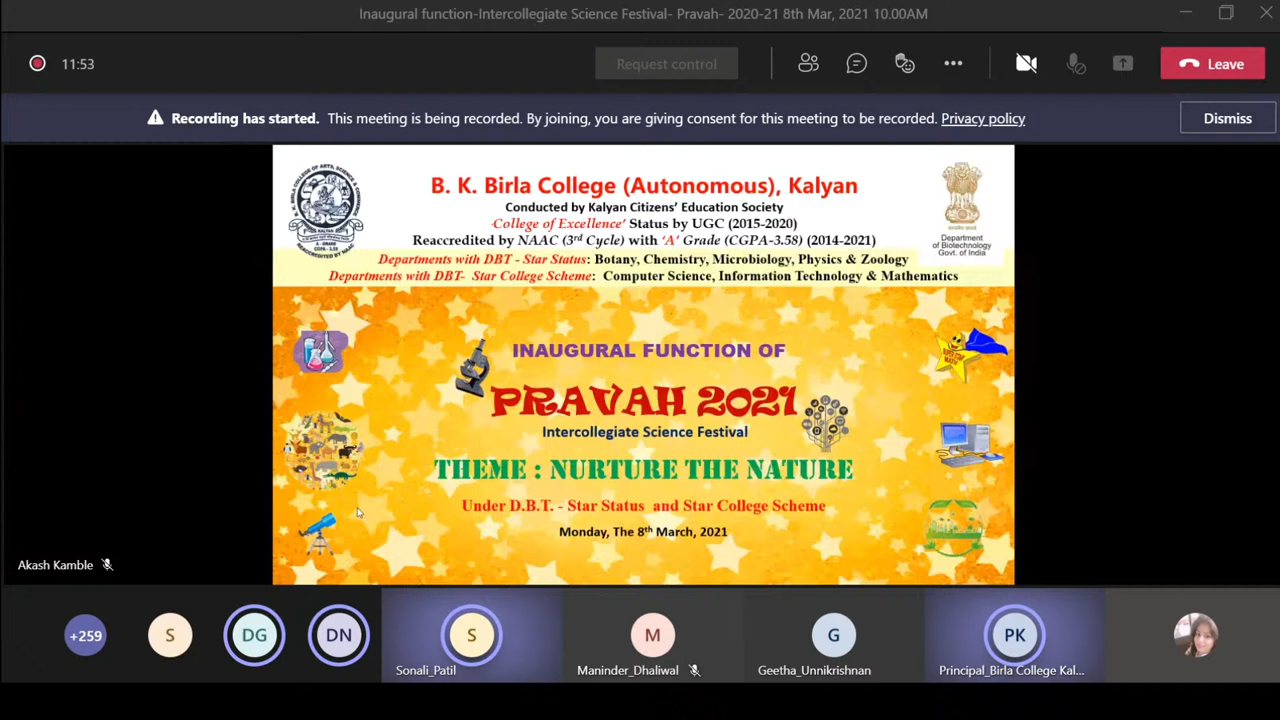 Inaugural function-Intercollegiate Science Festival- Pravah- 2020-21 8th Mar, 2021 10.00AM
11:53
Request control
Leave
Recording has started. This meeting is being recorded. By joining, you are giving consent for this meeting to be recorded. Privacy policy
Dismiss
B. K. Birla College (Autonomous), Kalyan
Conducted by Kalyan Citizens' Education Society
College of Excellence' Status by UGC (2015-2020)
Reaccredited by NAAC (3rd Cycle) with 'A' Grade (CGPA-3.58) (2014-2021)
Department
of Biotechnology
Govt. of India
Departments with DBT - Star Status: Botany, Chemistry, Microbiology, Physics & Zoology
Departments with DBT- Star College Scheme: Computer Science, Information Technology & Mathematics
INAUGURAL FUNCTION OF
PRAVAH 2021
Intercollegiate Science Festival
THEME : NURTURE THE NATURE
Under D.B.T. - Star Status and Star College Scheme
Monday, The 8th March, 2021
Akash Kamble
+259
S
DG
DN
S
Sonali_Patil
M
Maninder_Dhaliwal
G
Geetha_Unnikrishnan
PK
Principal_Birla College Kal...